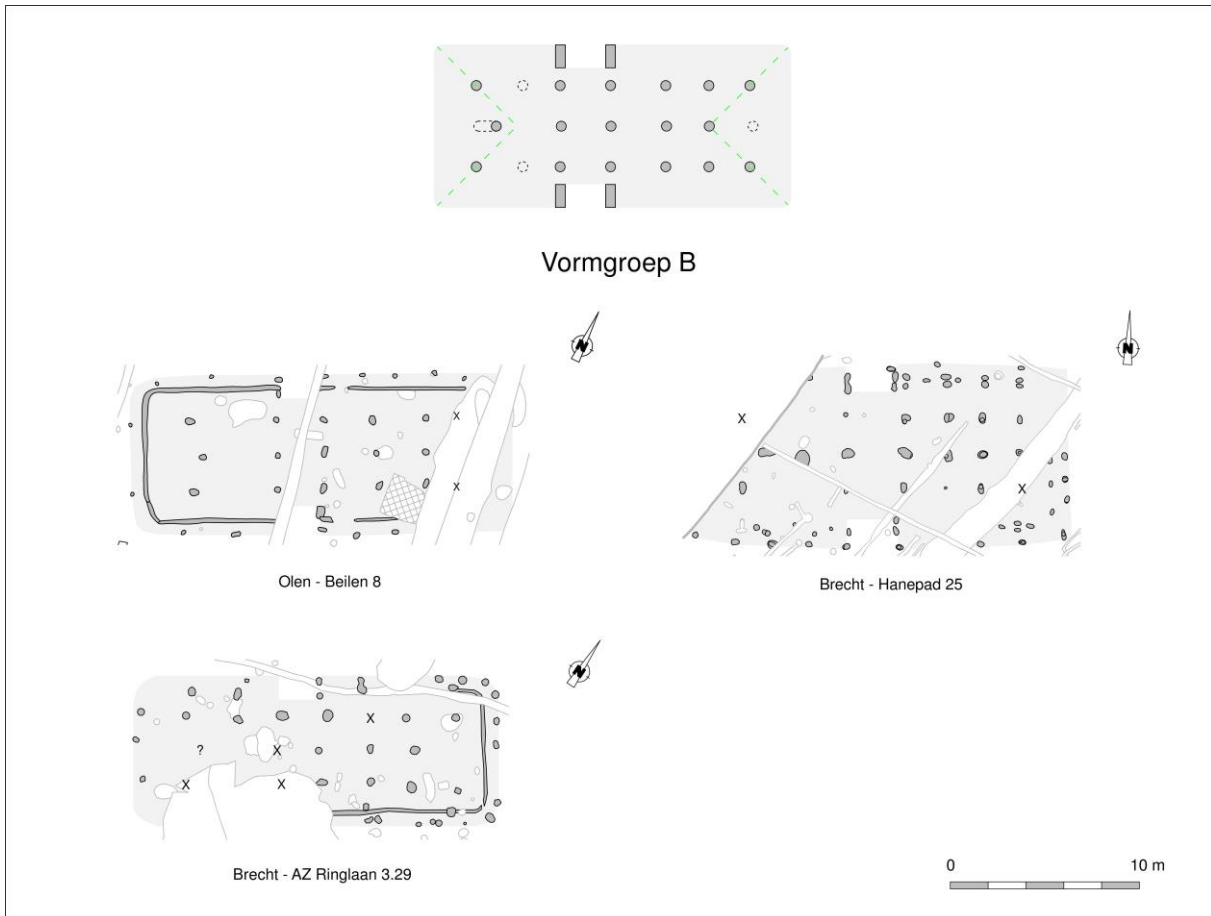 Vormgroep B
N
N
X
X
X
X
Olen - Beilen 8
Brecht - Hanepad 25
N
X
?
X
X
X
Brecht - AZ Ringlaan 3.29
0
10 m